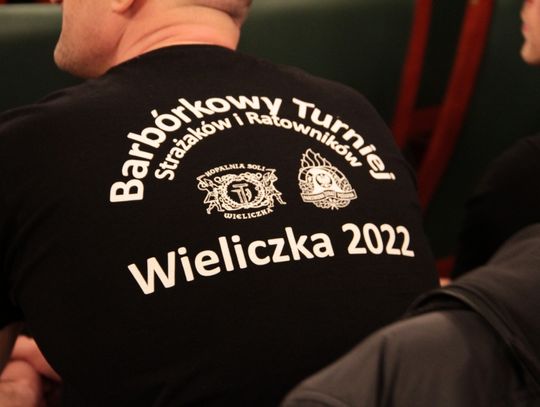 Barbórkowy Turniej
Strażaków i Ratowników
KOPALNIA SOLI
WIELICZKA
Wieliczka 2022